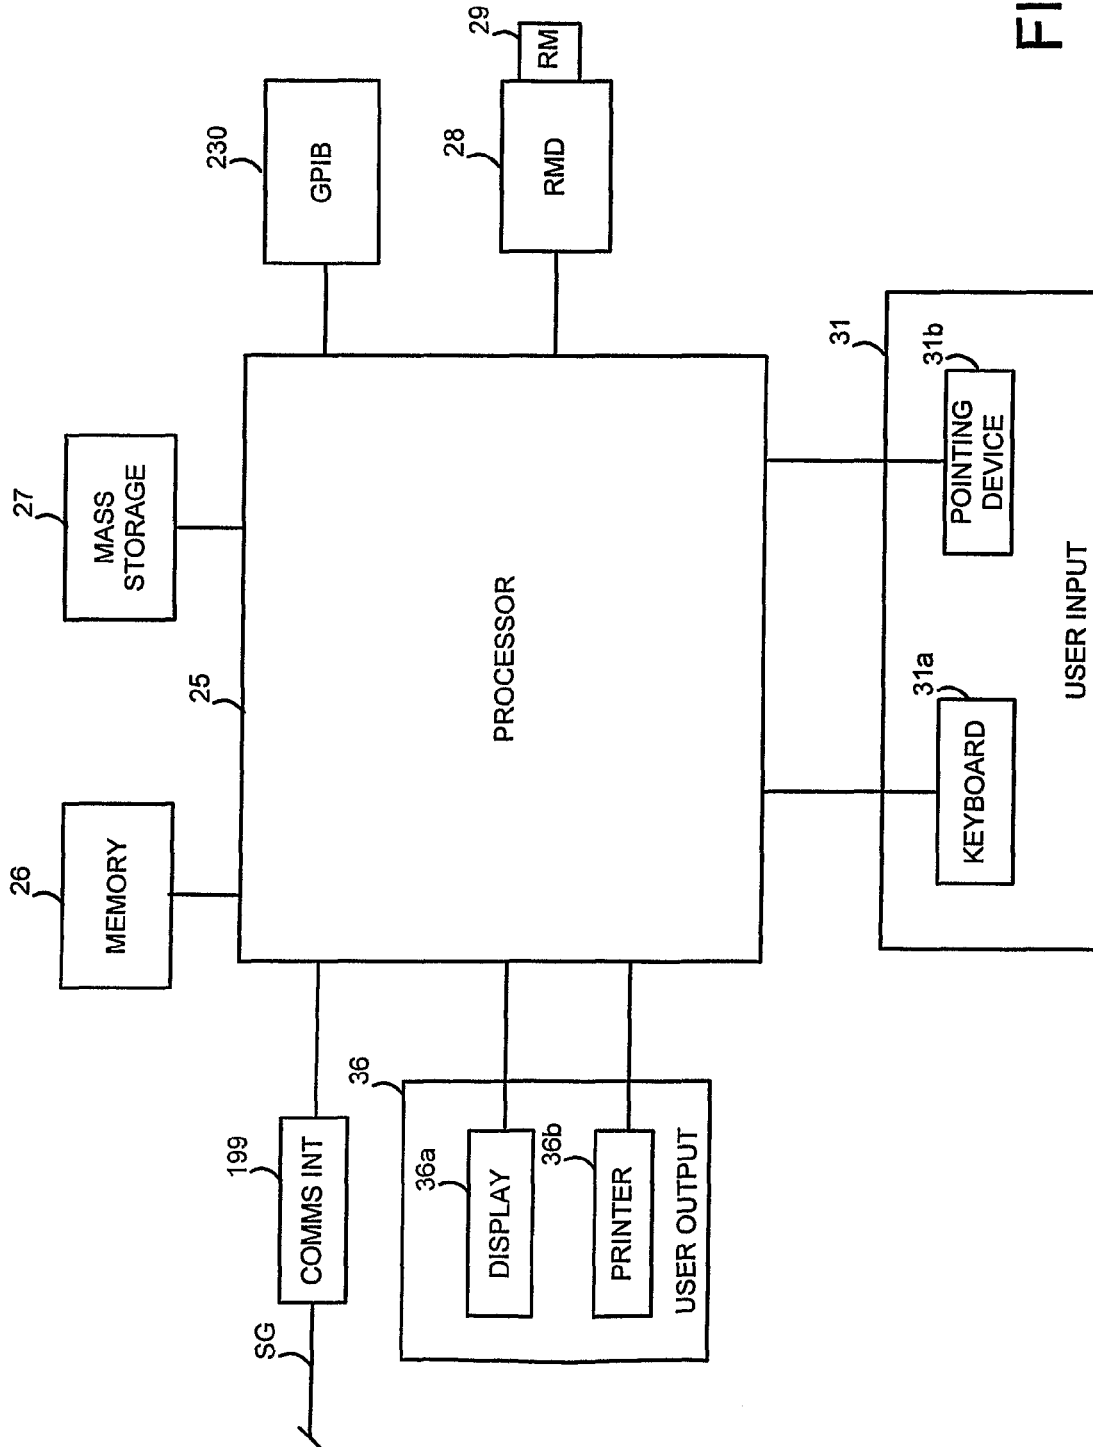 26
MEMORY
27
MASS
STORAGE
SG
199
COMMS INT
25
PROCESSOR
230
GPIB
36
36a
DISPLAY
36b
PRINTER
USER OUTPUT
28
RMD
29
RM
31
31a
KEYBOARD
31b
POINTING
DEVICE
USER INPUT
FI